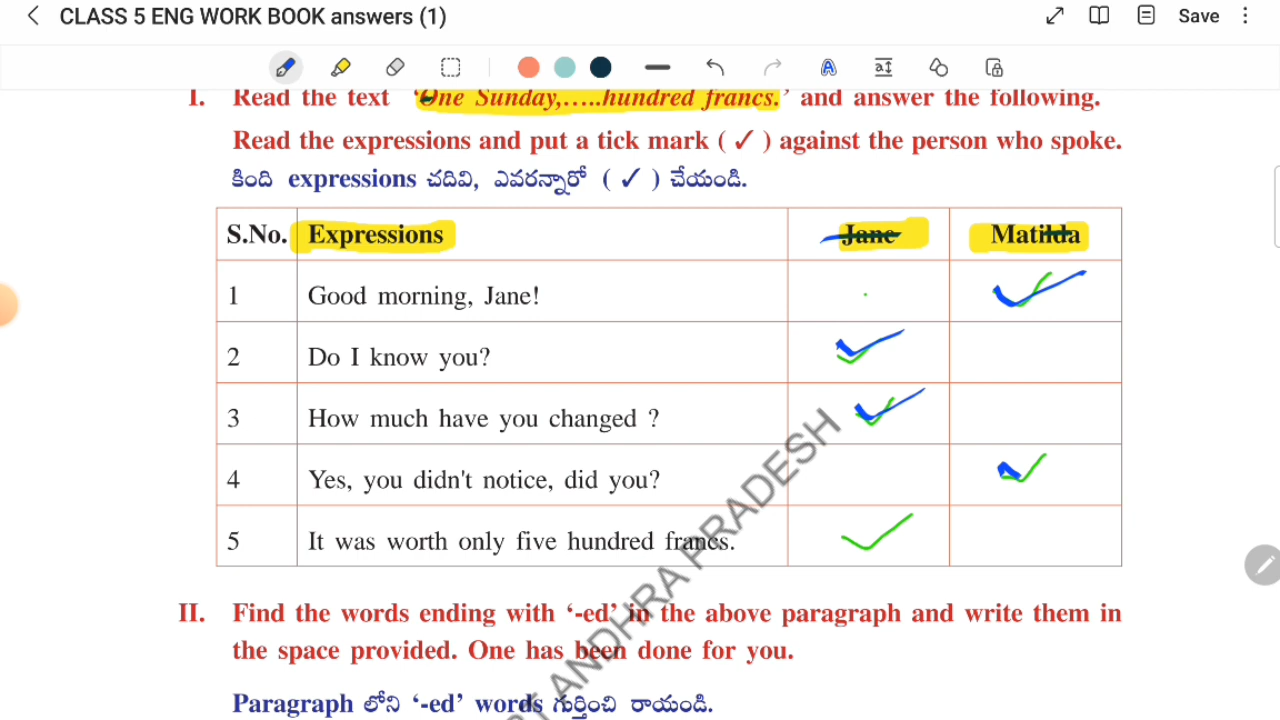 CLASS 5 ENG WORK BOOK answers (1)
Save
I. Read the text ‘One Sunday,.....hundred francs.’ and answer the following.
Read the expressions and put a tick mark ( ✓ ) against the person who spoke.
కింది expressions చదివి, ఎవరన్నారో ( ✓ ) చేయండి.
S.No. Expressions Jane Matilda
1 Good morning, Jane! ✓
2 Do I know you? ✓
3 How much have you changed ? ✓
4 Yes, you didn't notice, did you? ✓
5 It was worth only five hundred francs. ✓
II. Find the words ending with ‘-ed’ in the above paragraph and write them in
the space provided. One has been done for you.
Paragraph లోని ‘-ed’ words గుర్తించి రాయండి.
ANDHRA PRADESH